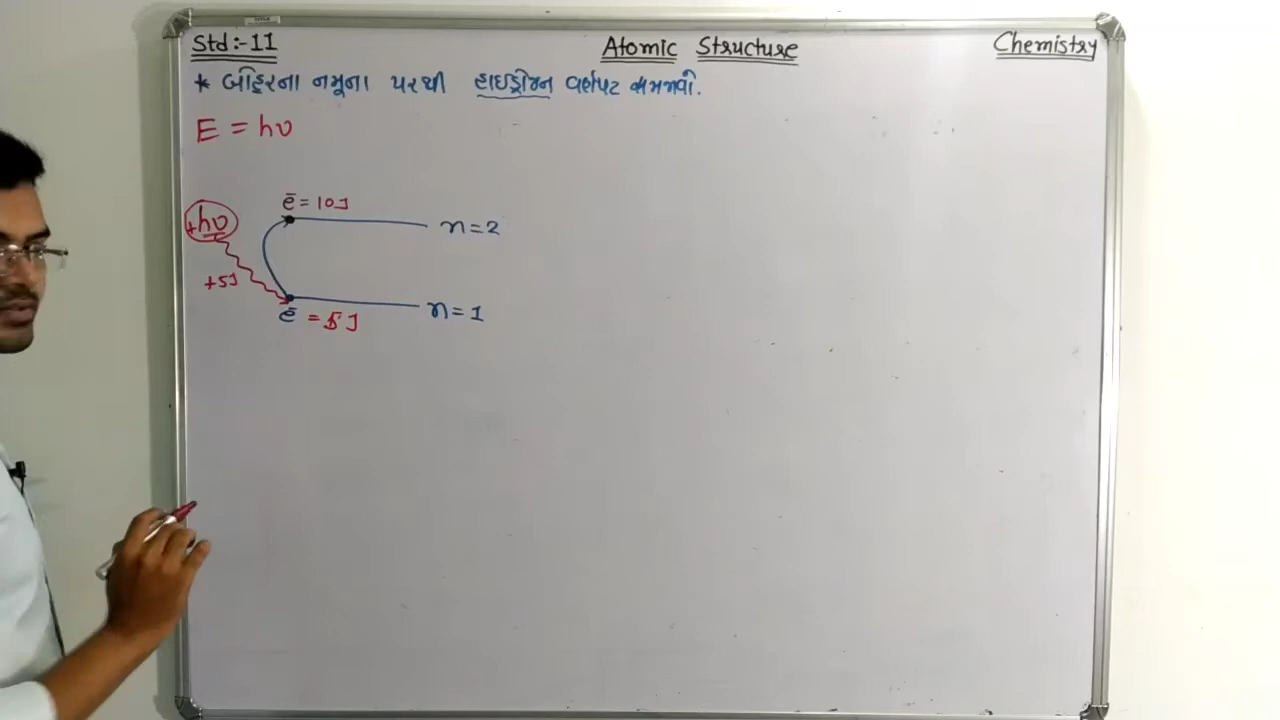 Std:-11 Atomic Structure Chemistry
* બોહરના નમૂના પરથી હાઇડ્રોજન વર્ણપટ સમજાવો.
E = hυ
ē = 10J
+hυ n=2
+5J
ē = 5J n=1